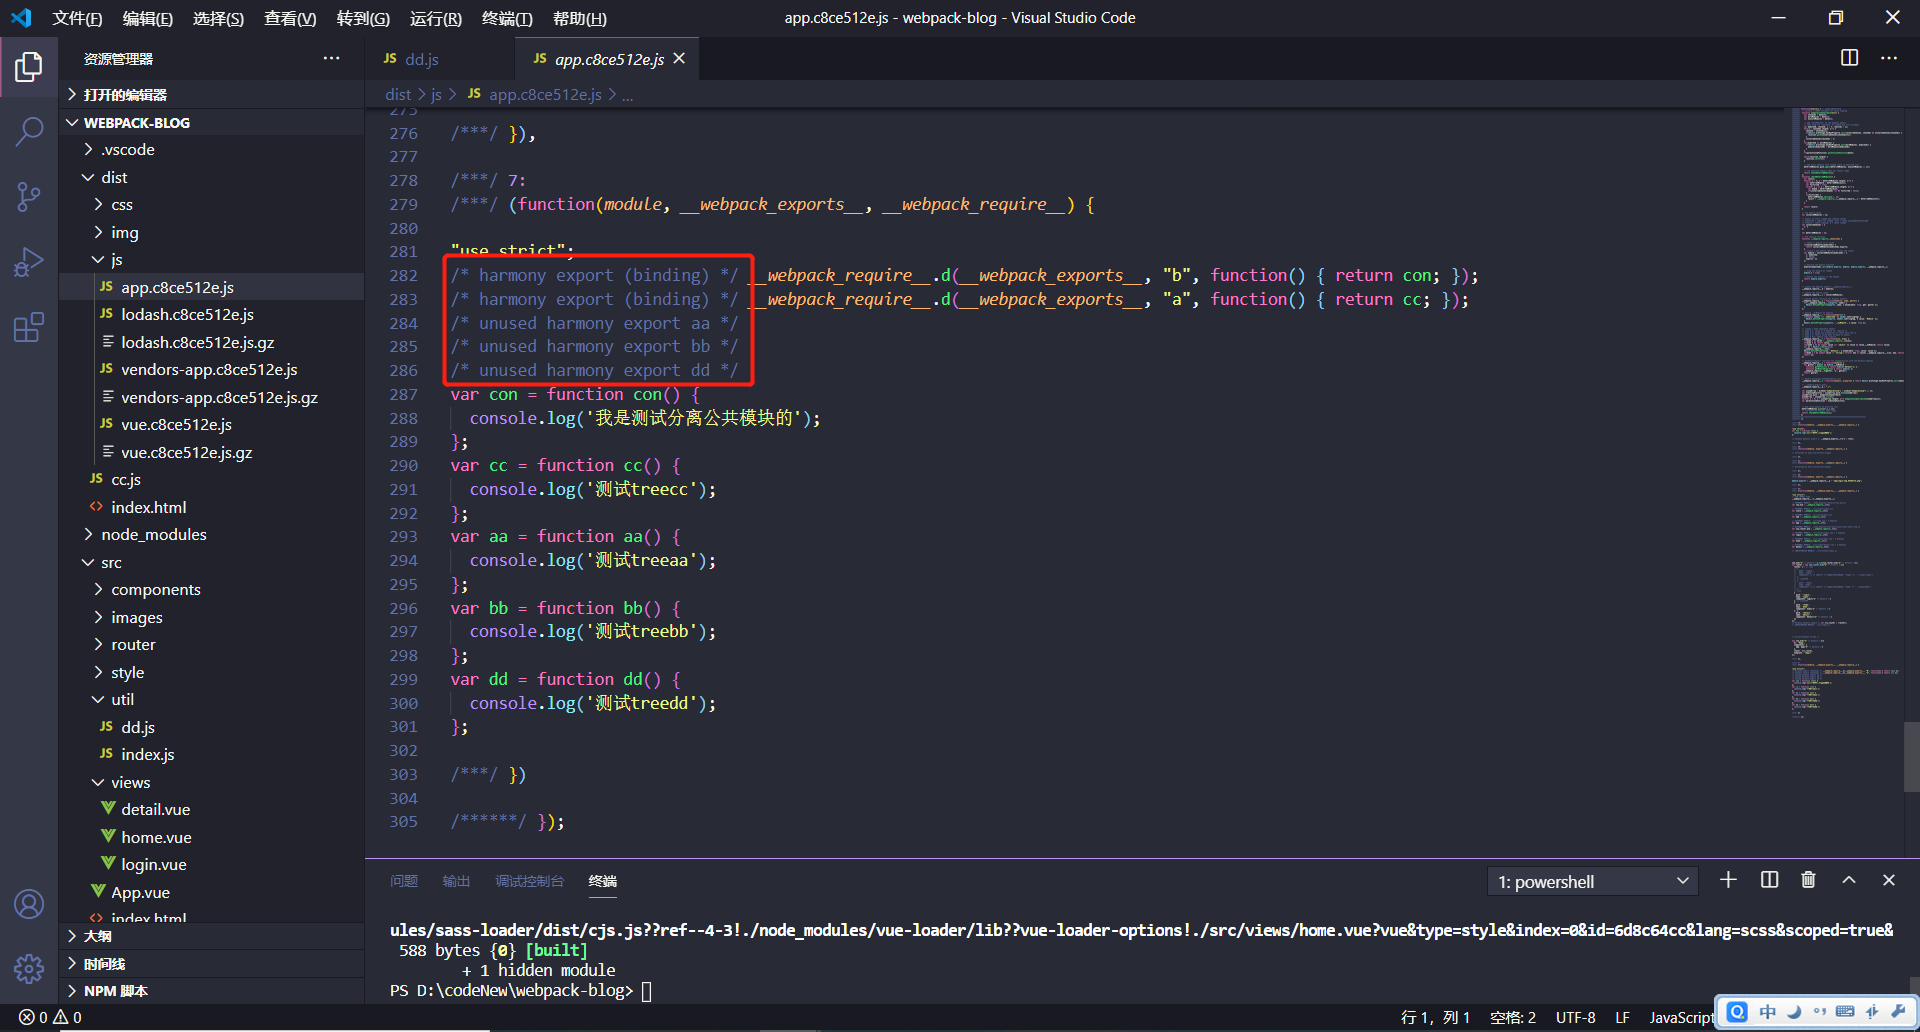 文件(F) 编辑(E) 选择(S) 查看(V) 转到(G) 运行(R) 终端(T) 帮助(H)
app.c8ce512e.js - webpack-blog - Visual Studio Code
资源管理器
打开的编辑器
WEBPACK-BLOG
.vscode
dist
css
img
js
JS app.c8ce512e.js
JS lodash.c8ce512e.js
lodash.c8ce512e.js.gz
JS vendors-app.c8ce512e.js
vendors-app.c8ce512e.js.gz
JS vue.c8ce512e.js
vue.c8ce512e.js.gz
JS cc.js
<> index.html
node_modules
src
components
images
router
style
util
JS dd.js
JS index.js
views
detail.vue
home.vue
login.vue
App.vue
<> index.html
大纲
时间线
NPM 脚本
JS dd.js
JS app.c8ce512e.js
dist > js > JS app.c8ce512e.js > ...
275
276 /***/ }),
277
278 /***/ 7:
279 /***/ (function(module, __webpack_exports__, __webpack_require__) {
280
281 "use strict";
282 /* harmony export (binding) */ __webpack_require__.d(__webpack_exports__, "b", function() { return con; });
283 /* harmony export (binding) */ __webpack_require__.d(__webpack_exports__, "a", function() { return cc; });
284 /* unused harmony export aa */
285 /* unused harmony export bb */
286 /* unused harmony export dd */
287 var con = function con() {
288 console.log('我是测试分离公共模块的');
289 };
290 var cc = function cc() {
291 console.log('测试treecc');
292 };
293 var aa = function aa() {
294 console.log('测试treeaa');
295 };
296 var bb = function bb() {
297 console.log('测试treebb');
298 };
299 var dd = function dd() {
300 console.log('测试treedd');
301 };
302
303 /***/ })
304
305 /******/ });
问题 输出 调试控制台 终端
1: powershell
ules/sass-loader/dist/cjs.js??ref--4-3!./node_modules/vue-loader/lib??vue-loader-options!./src/views/home.vue?vue&type=style&index=0&id=6d8c64cc&lang=scss&scoped=true&
588 bytes {0} [built]
+ 1 hidden module
PS D:\codeNew\webpack-blog>
0 0
行 1，列 1 空格: 2 UTF-8 LF JavaScript
中